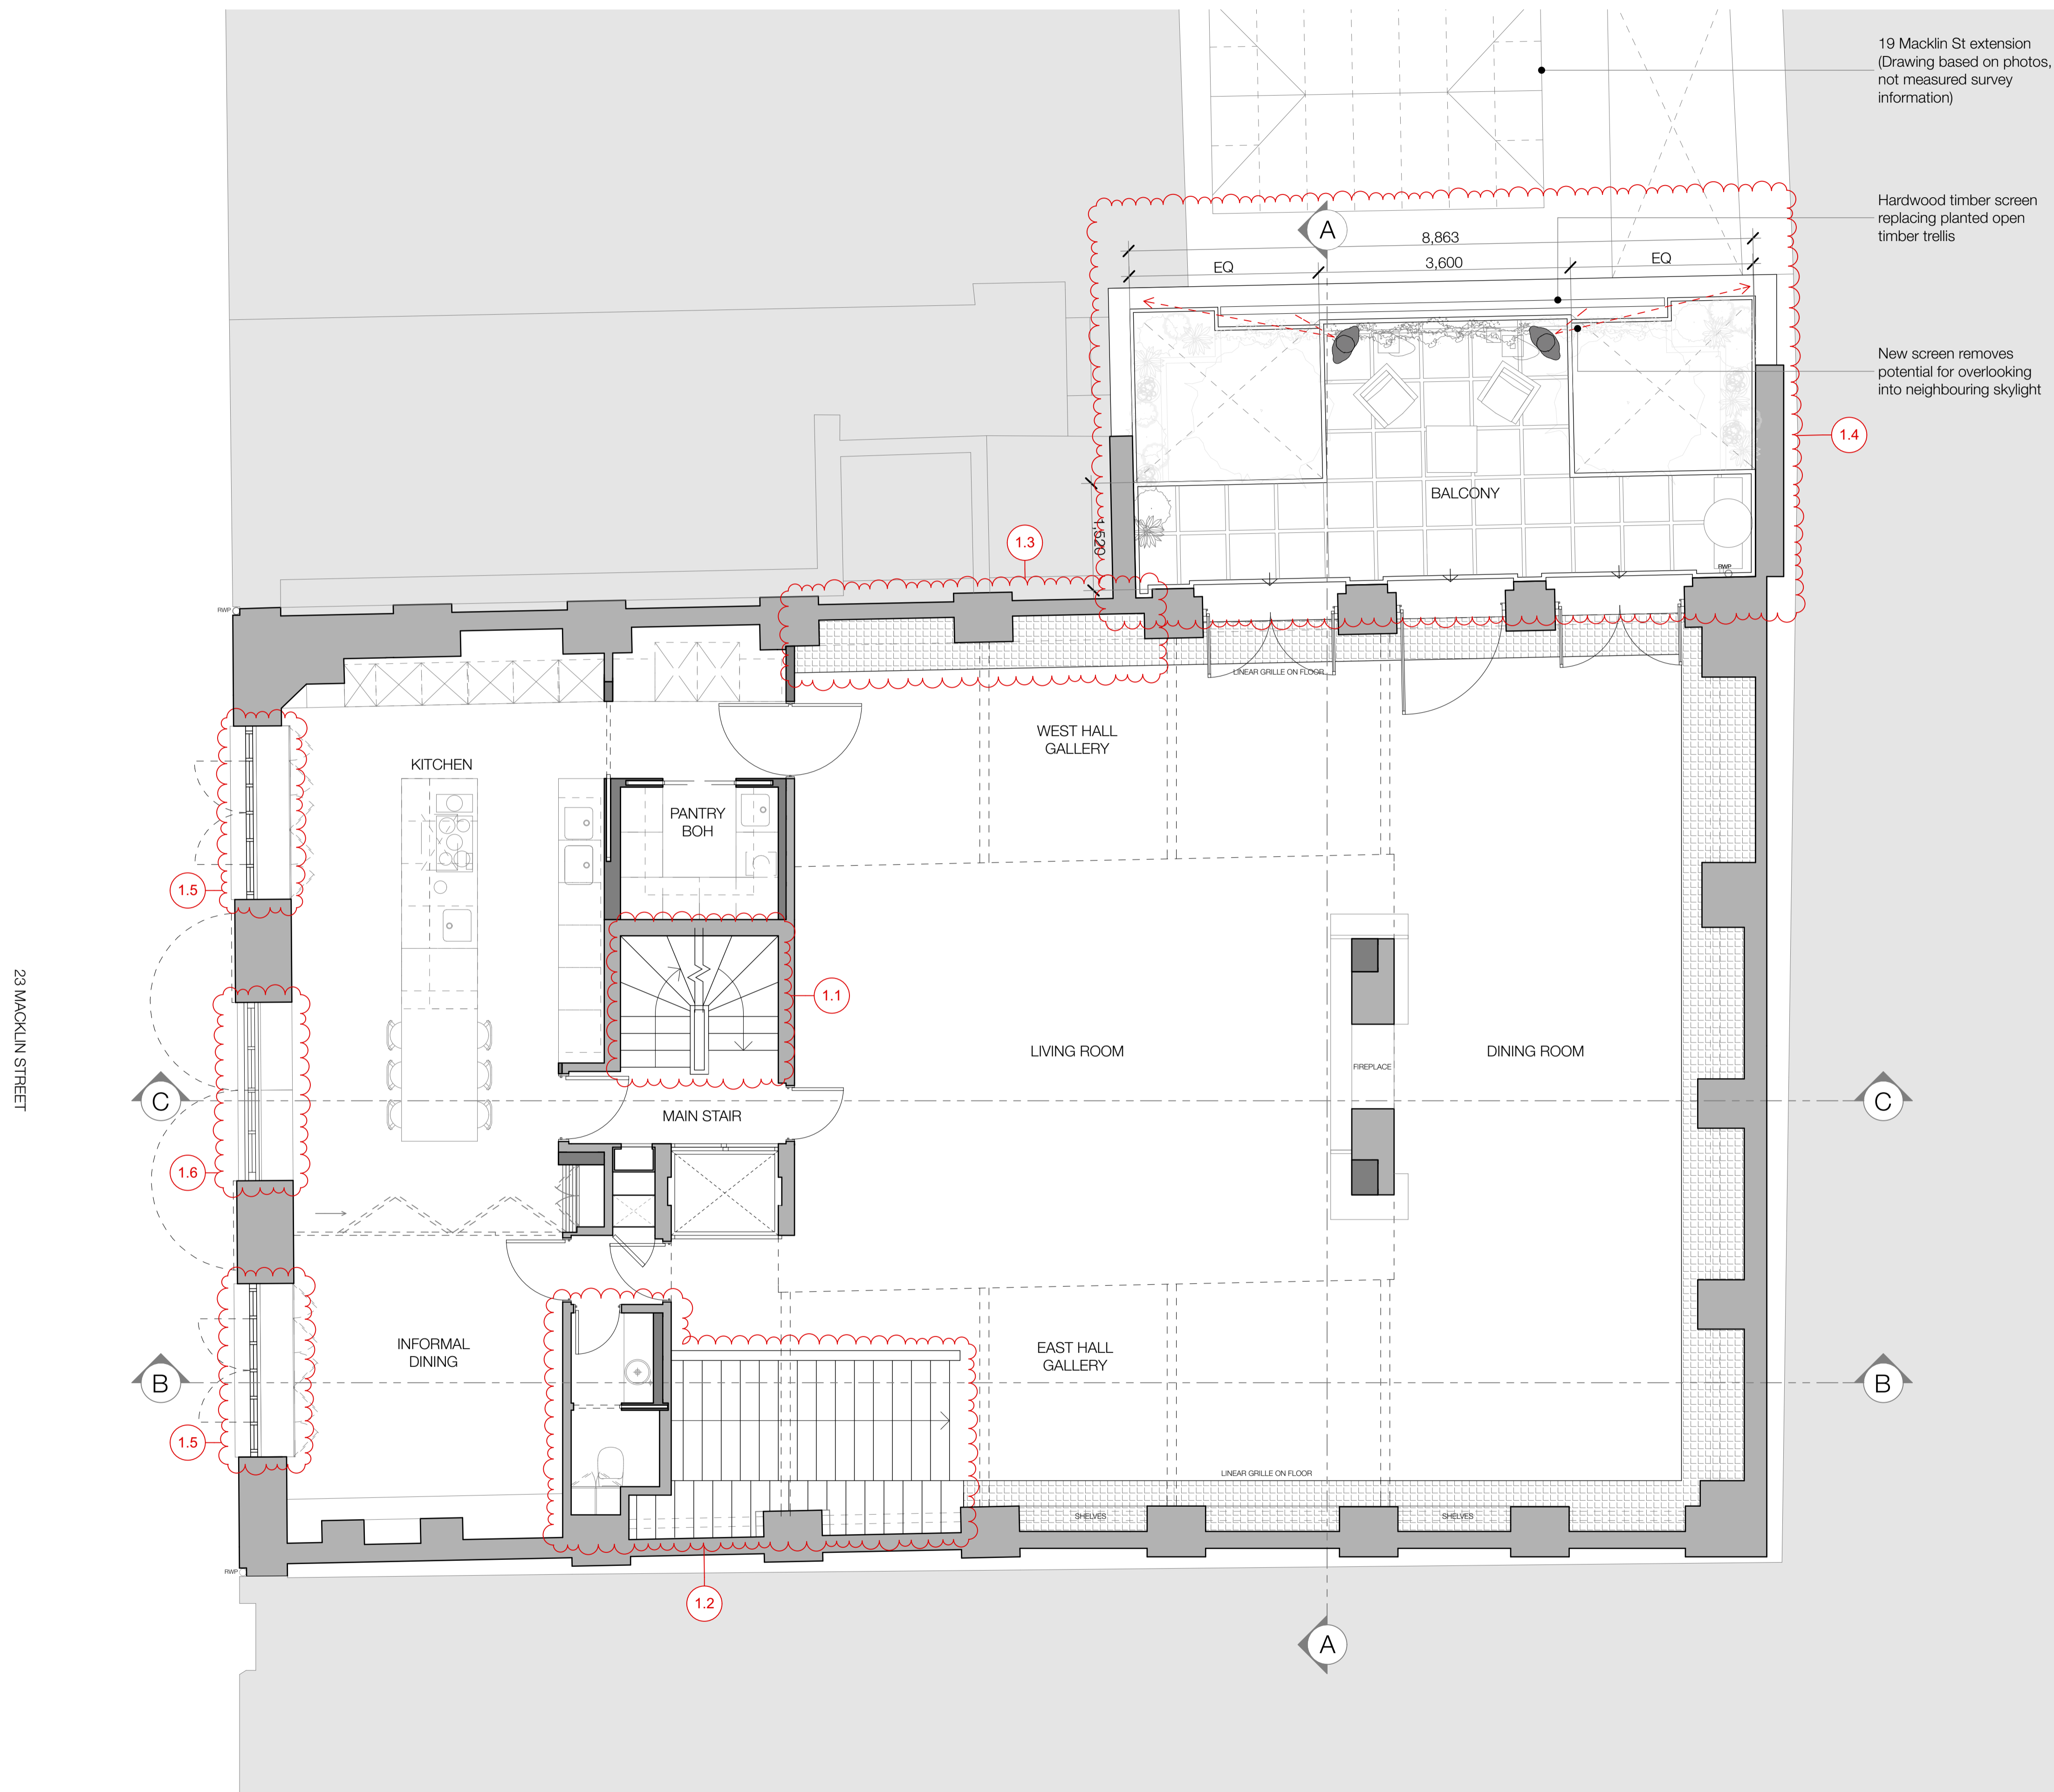 19 Macklin St extension
(Drawing based on photos,
not measured survey
information)
Hardwood timber screen
replacing planted open
timber trellis
A
8,863
EQ
3,600
EQ
New screen removes
potential for overlooking
into neighbouring skylight
1.4
BALCONY
1,520
1.3
RWP
RWP
LINEAR GRILLE ON FLOOR
WEST HALL
GALLERY
KITCHEN
PANTRY
BOH
1.5
1.1
23 MACKLIN STREET
LIVING ROOM
DINING ROOM
FIREPLACE
C
C
MAIN STAIR
1.6
INFORMAL
DINING
EAST HALL
GALLERY
B
B
1.5
LINEAR GRILLE ON FLOOR
SHELVES
SHELVES
RWP
1.2
A